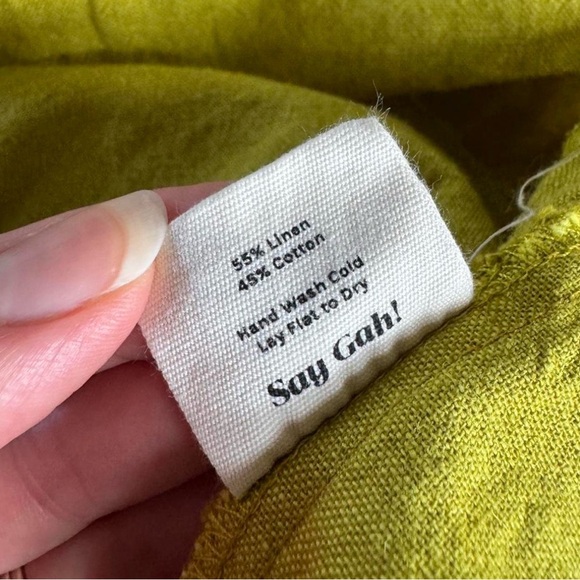 55% Linen
45% Cotton
Hand Wash Cold
Lay Flat to Dry
Say Gah!